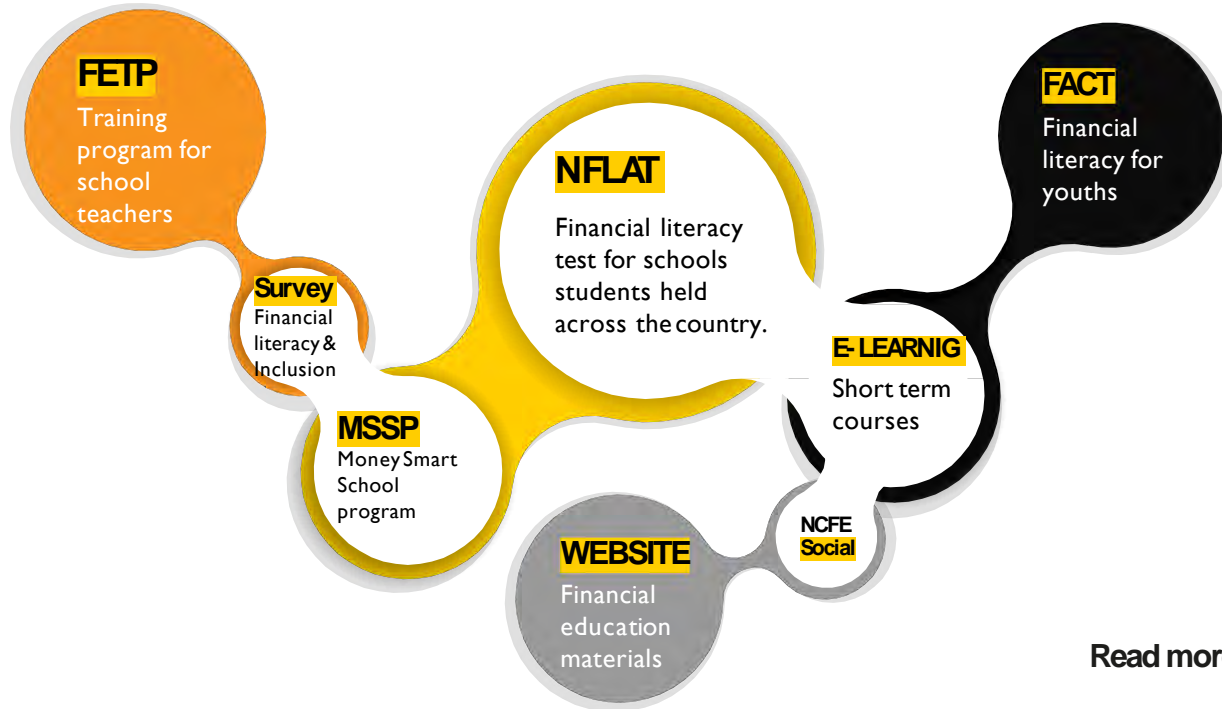 FETP
Training
program for
school
teachers
Survey
Financial
literacy &
Inclusion
MSSP
Money Smart
School
program
NFLAT
Financial literacy
test for schools
students held
across the country.
FACT
Financial
literacy for
youths
E- LEARNIG
Short term
courses
NCFE
Social
WEBSITE
Financial
education
materials
Read mor